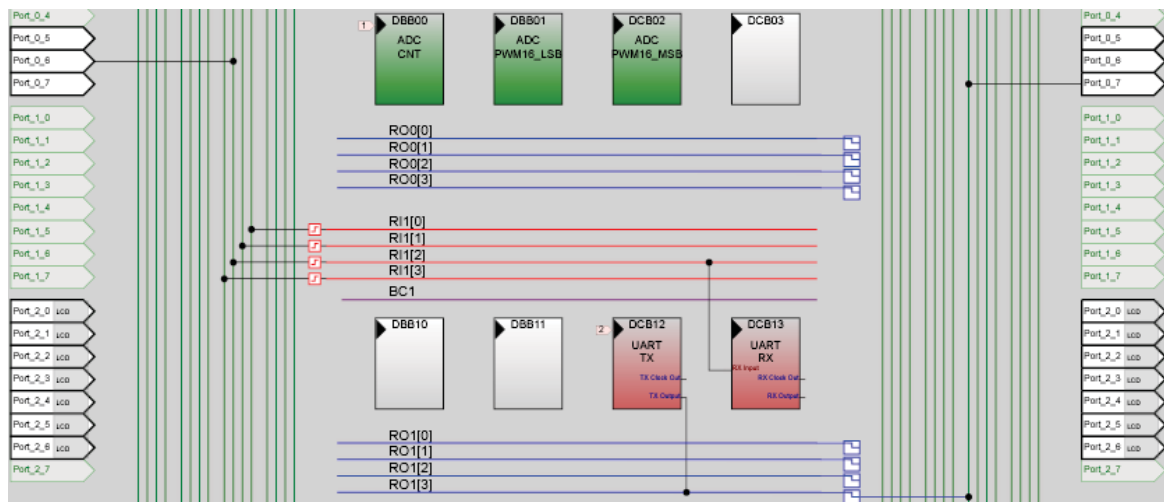 Port_0_4
Port_0_5
Port_0_6
Port_0_7
Port_1_0
Port_1_1
Port_1_2
Port_1_3
Port_1_4
Port_1_5
Port_1_6
Port_1_7
Port_2_0 LCD
Port_2_1 LCD
Port_2_2 LCD
Port_2_3 LCD
Port_2_4 LCD
Port_2_5 LCD
Port_2_6 LCD
Port_2_7
1
DBB00
ADC
CNT
DBB01
ADC
PWM16_LSB
DCB02
ADC
PWM16_MSB
DCB03
RO0[0]
RO0[1]
RO0[2]
RO0[3]
RI1[0]
RI1[1]
RI1[2]
RI1[3]
BC1
DBB10
DBB11
2
DCB12
UART
TX
TX Clock Out
TX Output
DCB13
UART
RX
RX Input
RX Clock Out
RX Output
RO1[0]
RO1[1]
RO1[2]
RO1[3]
Port_0_4
Port_0_5
Port_0_6
Port_0_7
Port_1_0
Port_1_1
Port_1_2
Port_1_3
Port_1_4
Port_1_5
Port_1_6
Port_1_7
Port_2_0 LCD
Port_2_1 LCD
Port_2_2 LCD
Port_2_3 LCD
Port_2_4 LCD
Port_2_5 LCD
Port_2_6 LCD
Port_2_7